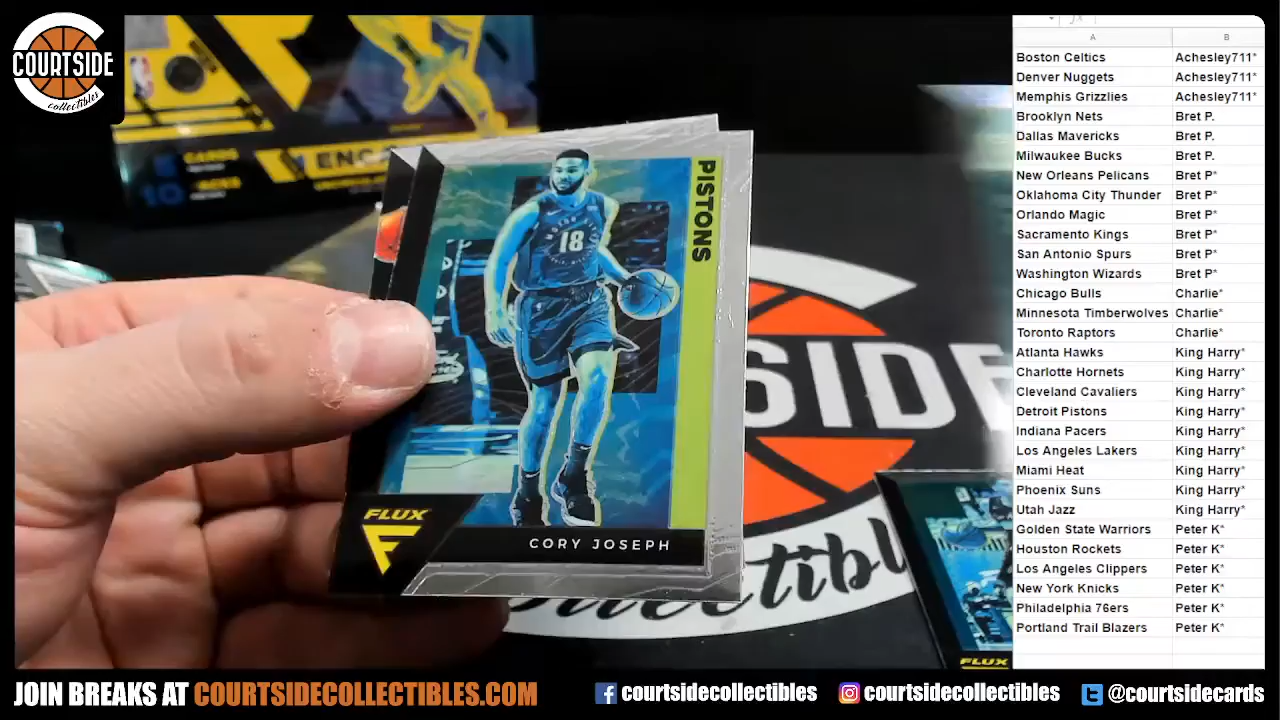 COURTSIDE
collectibles
NBA
CARDS
ENC
PISTONS
18
FLUX
CORY JOSEPH
SIDE
FLUX
A B
Boston Celtics Achesley711*
Denver Nuggets Achesley711*
Memphis Grizzlies Achesley711*
Brooklyn Nets Bret P.
Dallas Mavericks Bret P.
Milwaukee Bucks Bret P.
New Orleans Pelicans Bret P*
Oklahoma City Thunder Bret P*
Orlando Magic Bret P*
Sacramento Kings Bret P*
San Antonio Spurs Bret P*
Washington Wizards Bret P*
Chicago Bulls Charlie*
Minnesota Timberwolves Charlie*
Toronto Raptors Charlie*
Atlanta Hawks King Harry*
Charlotte Hornets King Harry*
Cleveland Cavaliers King Harry*
Detroit Pistons King Harry*
Indiana Pacers King Harry*
Los Angeles Lakers King Harry*
Miami Heat King Harry*
Phoenix Suns King Harry*
Utah Jazz King Harry*
Golden State Warriors Peter K*
Houston Rockets Peter K*
Los Angeles Clippers Peter K*
New York Knicks Peter K*
Philadelphia 76ers Peter K*
Portland Trail Blazers Peter K*
JOIN BREAKS AT COURTSIDECOLLECTIBLES.COM courtsidecollectibles courtsidecollectibles @courtsidecards